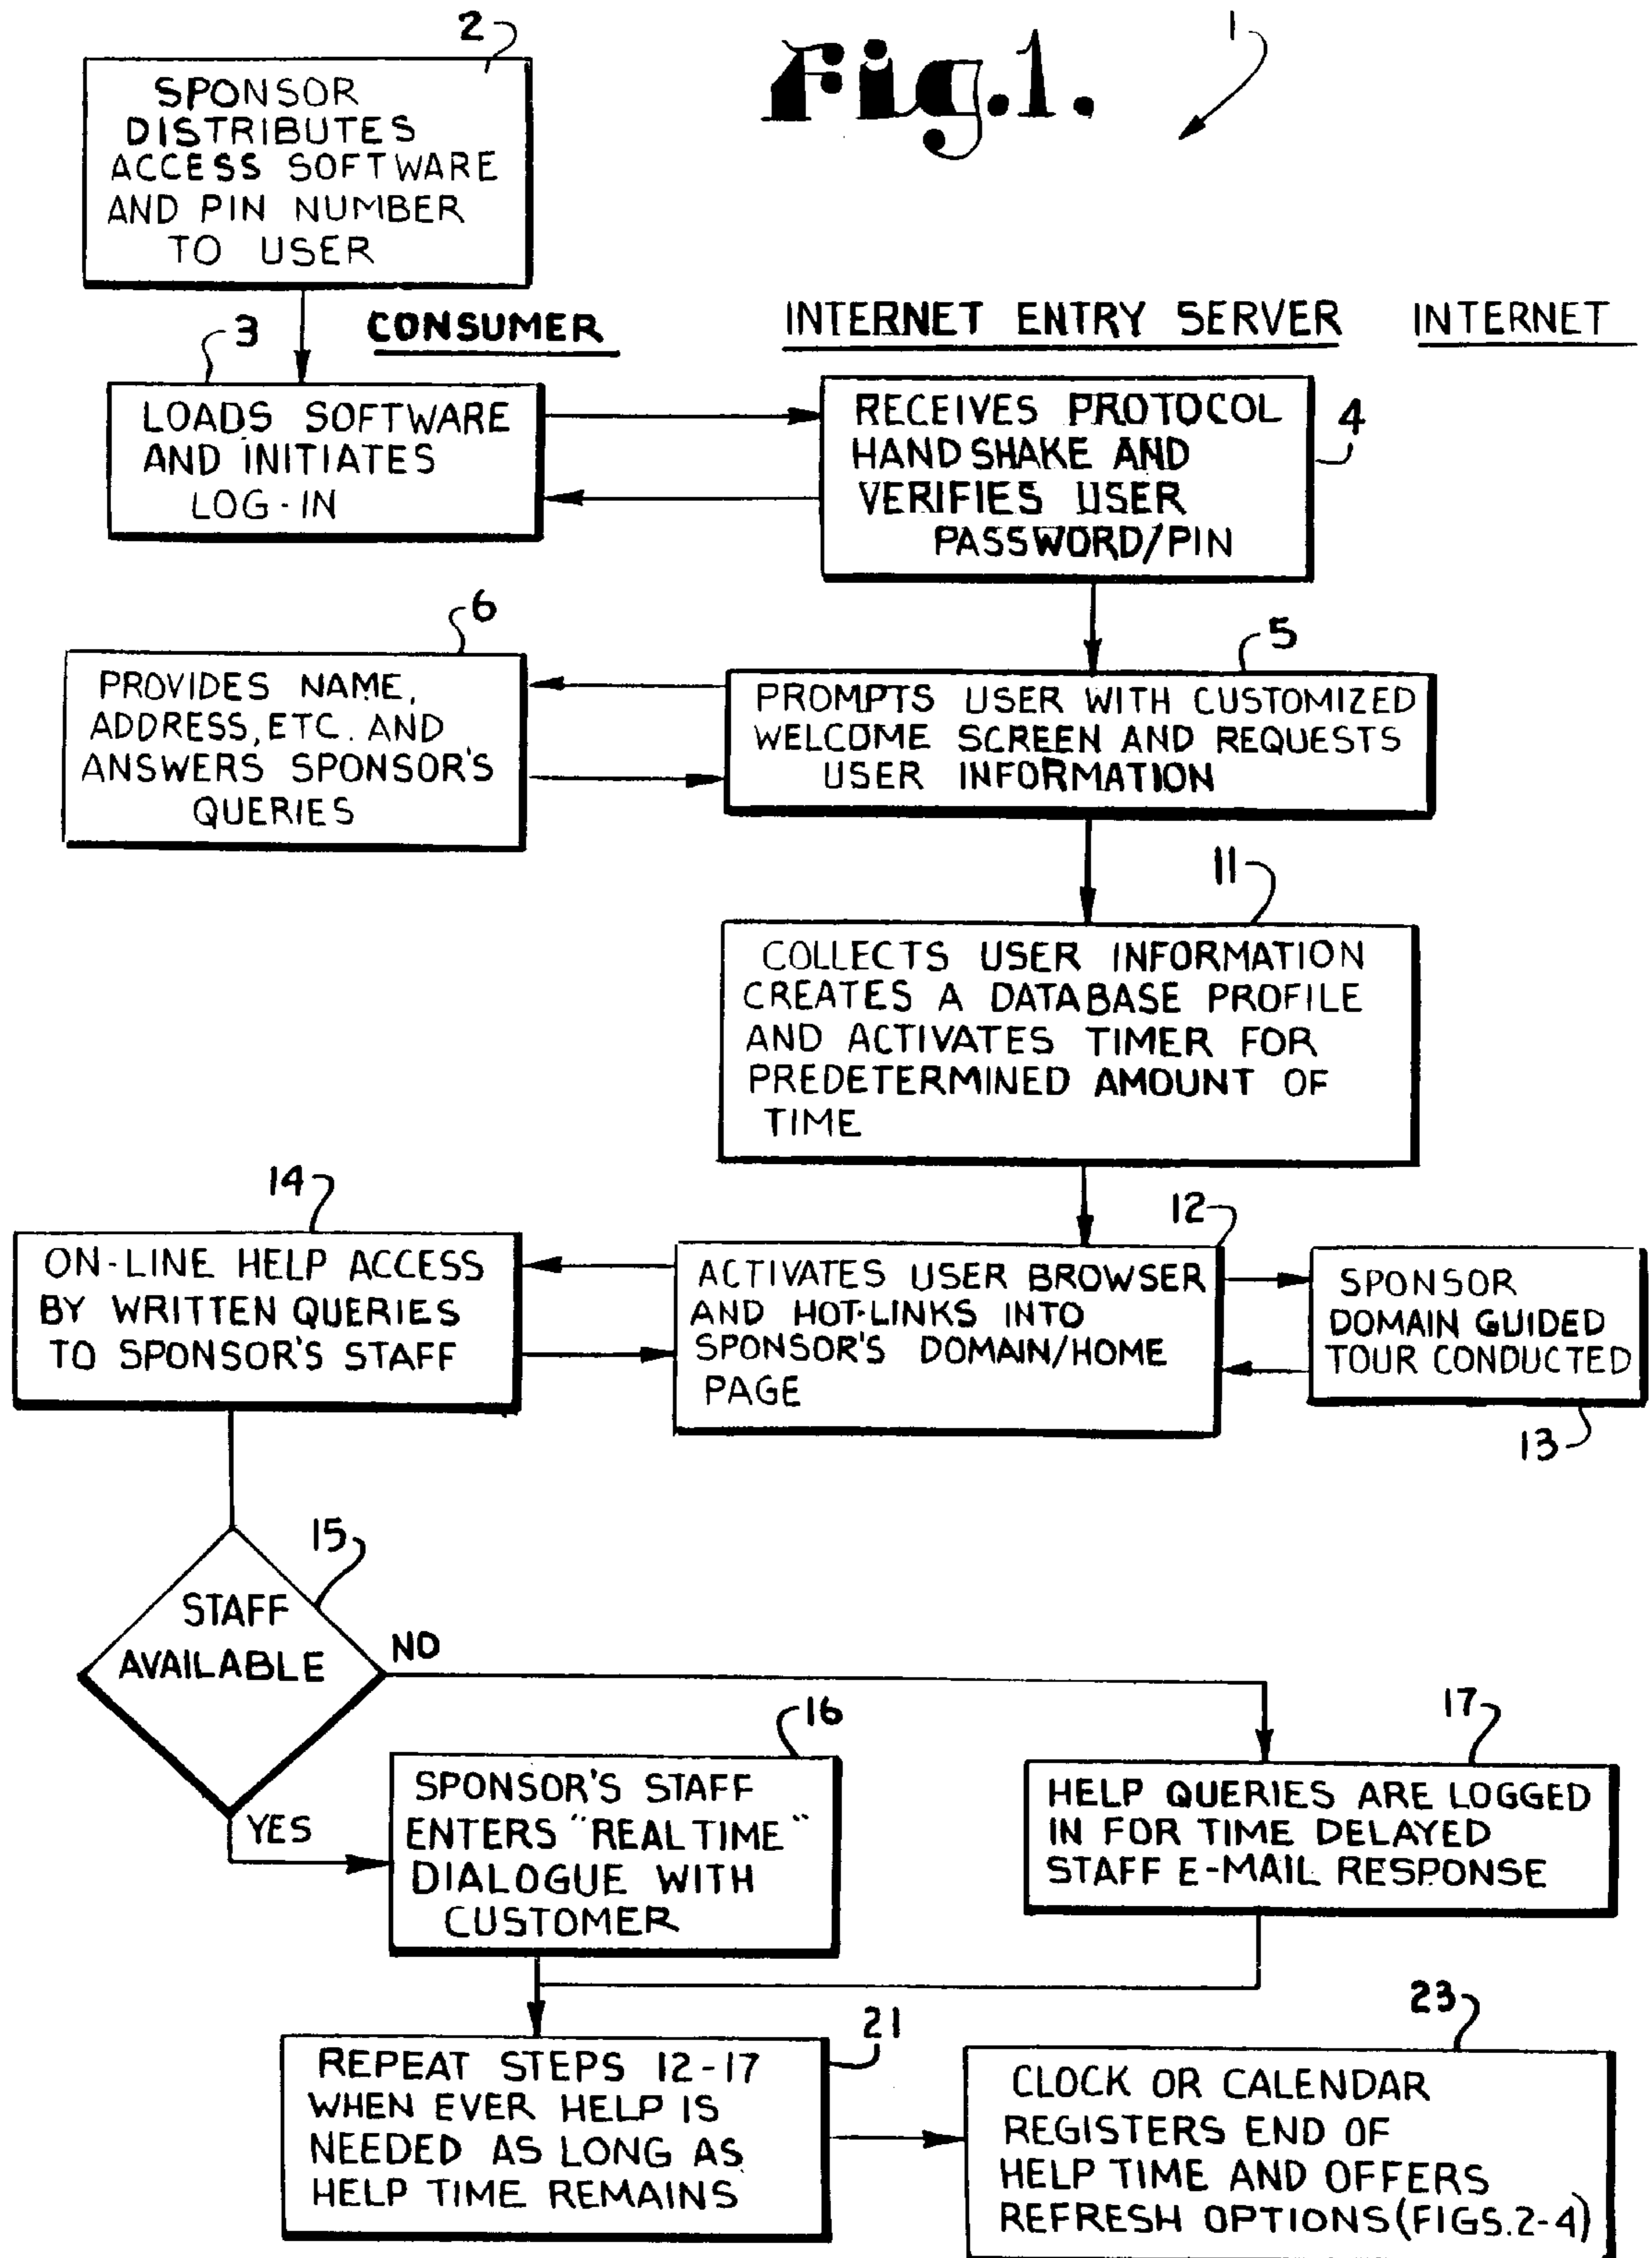 Fig.1.
1
2
SPONSOR
DISTRIBUTES
ACCESS SOFTWARE
AND PIN NUMBER
TO USER
CONSUMER
INTERNET ENTRY SERVER
INTERNET
3
LOADS SOFTWARE
AND INITIATES
LOG-IN
4
RECEIVES PROTOCOL
HANDSHAKE AND
VERIFIES USER
PASSWORD/PIN
6
PROVIDES NAME,
ADDRESS, ETC. AND
ANSWERS SPONSOR'S
QUERIES
5
PROMPTS USER WITH CUSTOMIZED
WELCOME SCREEN AND REQUESTS
USER INFORMATION
11
COLLECTS USER INFORMATION
CREATES A DATABASE PROFILE
AND ACTIVATES TIMER FOR
PREDETERMINED AMOUNT OF
TIME
14
ON-LINE HELP ACCESS
BY WRITTEN QUERIES
TO SPONSOR'S STAFF
12
ACTIVATES USER BROWSER
AND HOT-LINKS INTO
SPONSOR'S DOMAIN/HOME
PAGE
SPONSOR
DOMAIN GUIDED
TOUR CONDUCTED
13
15
STAFF
AVAILABLE
NO
YES
16
SPONSOR'S STAFF
ENTERS "REAL TIME"
DIALOGUE WITH
CUSTOMER
17
HELP QUERIES ARE LOGGED
IN FOR TIME DELAYED
STAFF E-MAIL RESPONSE
21
REPEAT STEPS 12-17
WHEN EVER HELP IS
NEEDED AS LONG AS
HELP TIME REMAINS
23
CLOCK OR CALENDAR
REGISTERS END OF
HELP TIME AND OFFERS
REFRESH OPTIONS (FIGS.2-4)